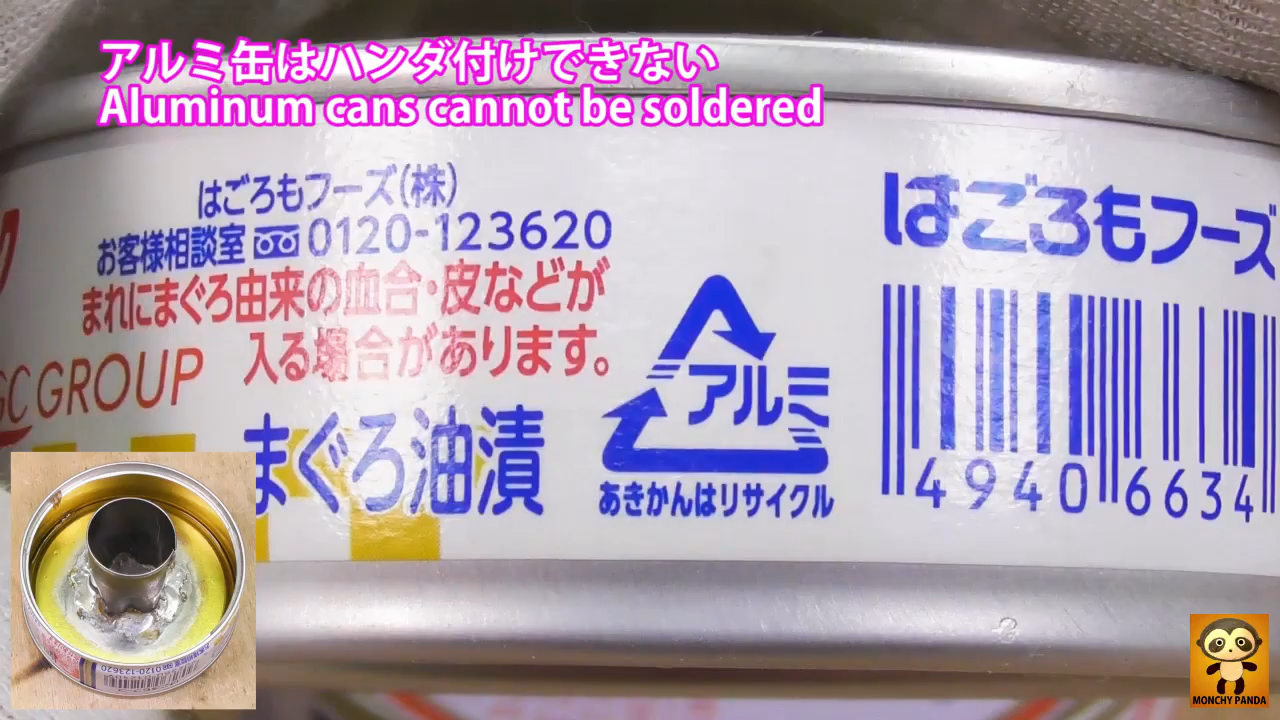 アルミ缶はハンダ付けできない
Aluminum cans cannot be soldered
はごろもフーズ(株)
お客様相談室 0120-123620
まれにまぐろ由来の血合・皮などが
入る場合があります。
GC GROUP
まぐろ油漬
アルミ
あきかんはリサイクル
はごろもフーズ
4940 6634
0120-123620
MONCHY PANDA